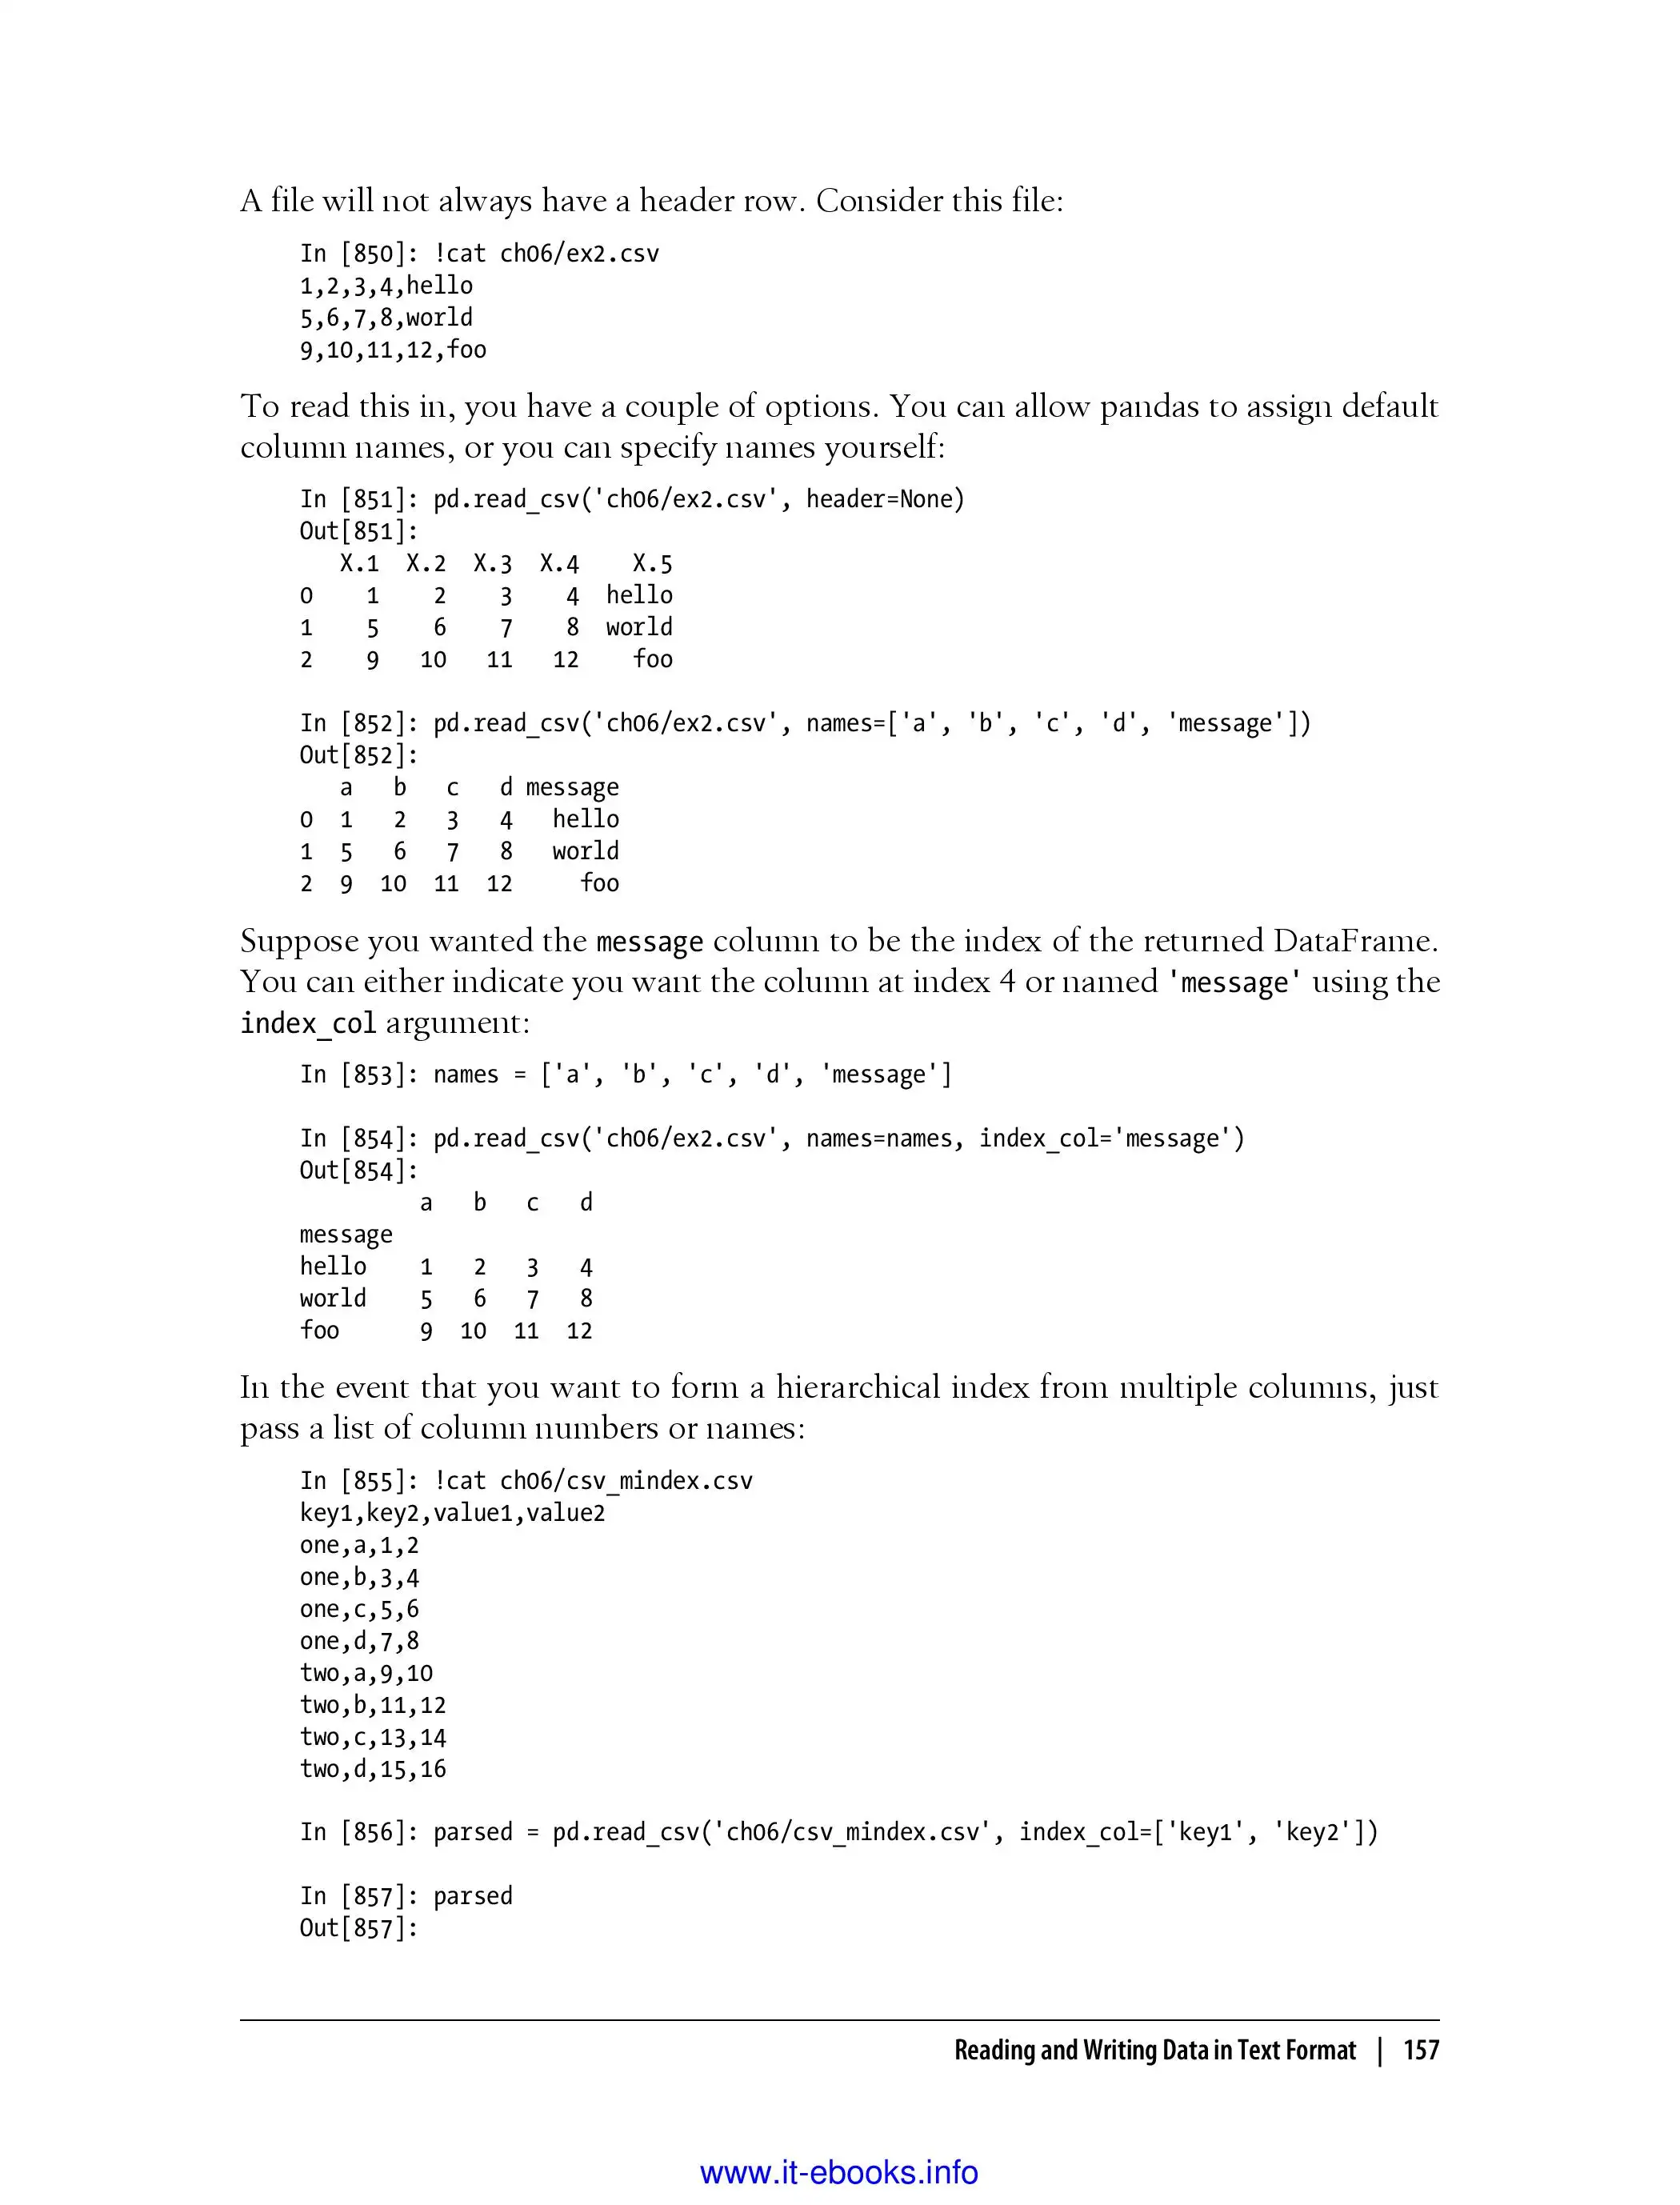 A file will not always have a header row. Consider this file:
In [850]: !cat ch06/ex2.csv
1,2,3,4,hello
5,6,7,8,world
9,10,11,12,foo
To read this in, you have a couple of options. You can allow pandas to assign default
column names, or you can specify names yourself:
In [851]: pd.read_csv('ch06/ex2.csv', header=None)
Out[851]:
   X.1  X.2  X.3  X.4    X.5
0    1    2    3    4  hello
1    5    6    7    8  world
2    9   10   11   12    foo
In [852]: pd.read_csv('ch06/ex2.csv', names=['a', 'b', 'c', 'd', 'message'])
Out[852]:
   a   b   c   d message
0  1   2   3   4   hello
1  5   6   7   8   world
2  9  10  11  12     foo
Suppose you wanted the message column to be the index of the returned DataFrame.
You can either indicate you want the column at index 4 or named 'message' using the
index_col argument:
In [853]: names = ['a', 'b', 'c', 'd', 'message']
In [854]: pd.read_csv('ch06/ex2.csv', names=names, index_col='message')
Out[854]:
         a   b   c   d
message
hello    1   2   3   4
world    5   6   7   8
foo      9  10  11  12
In the event that you want to form a hierarchical index from multiple columns, just
pass a list of column numbers or names:
In [855]: !cat ch06/csv_mindex.csv
key1,key2,value1,value2
one,a,1,2
one,b,3,4
one,c,5,6
one,d,7,8
two,a,9,10
two,b,11,12
two,c,13,14
two,d,15,16
In [856]: parsed = pd.read_csv('ch06/csv_mindex.csv', index_col=['key1', 'key2'])
In [857]: parsed
Out[857]:
Reading and Writing Data in Text Format | 157
www.it-ebooks.info